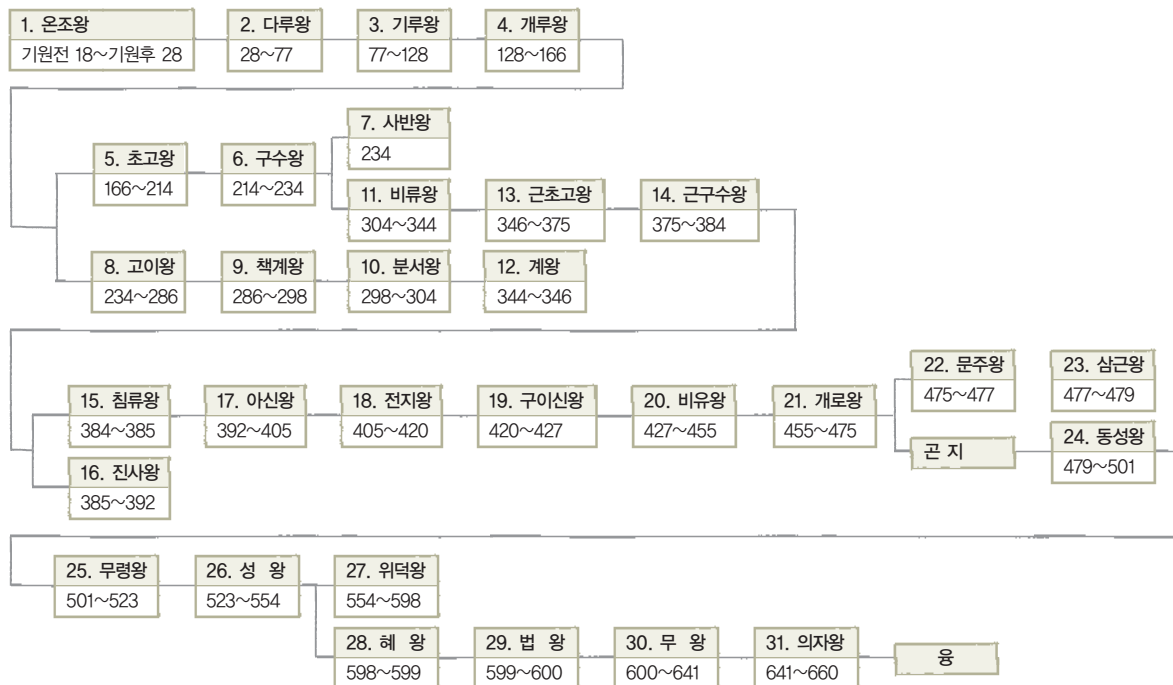 1. 온조왕
기원전 18~기원후 28
2. 다루왕
28~77
3. 기루왕
77~128
4. 개루왕
128~166
5. 초고왕
166~214
6. 구수왕
214~234
7. 사반왕
234
11. 비류왕
304~344
13. 근초고왕
346~375
14. 근구수왕
375~384
8. 고이왕
234~286
9. 책계왕
286~298
10. 분서왕
298~304
12. 계왕
344~346
15. 침류왕
384~385
16. 진사왕
385~392
17. 아신왕
392~405
18. 전지왕
405~420
19. 구이신왕
420~427
20. 비유왕
427~455
21. 개로왕
455~475
22. 문주왕
475~477
23. 삼근왕
477~479
곤 지
24. 동성왕
479~501
25. 무령왕
501~523
26. 성 왕
523~554
27. 위덕왕
554~598
28. 혜 왕
598~599
29. 법 왕
599~600
30. 무 왕
600~641
31. 의자왕
641~660
융